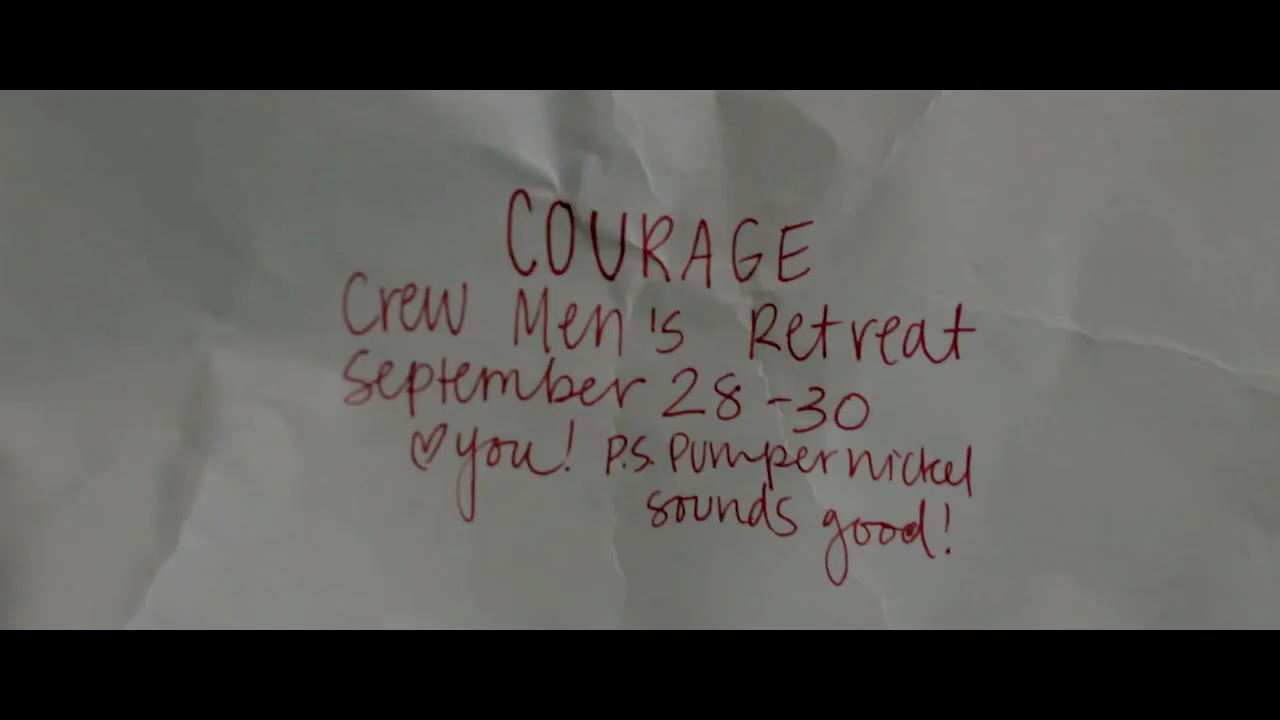 COURAGE
Crew Men's Retreat
September 28-30
♡you! P.S. Pumpernickel
sounds good!